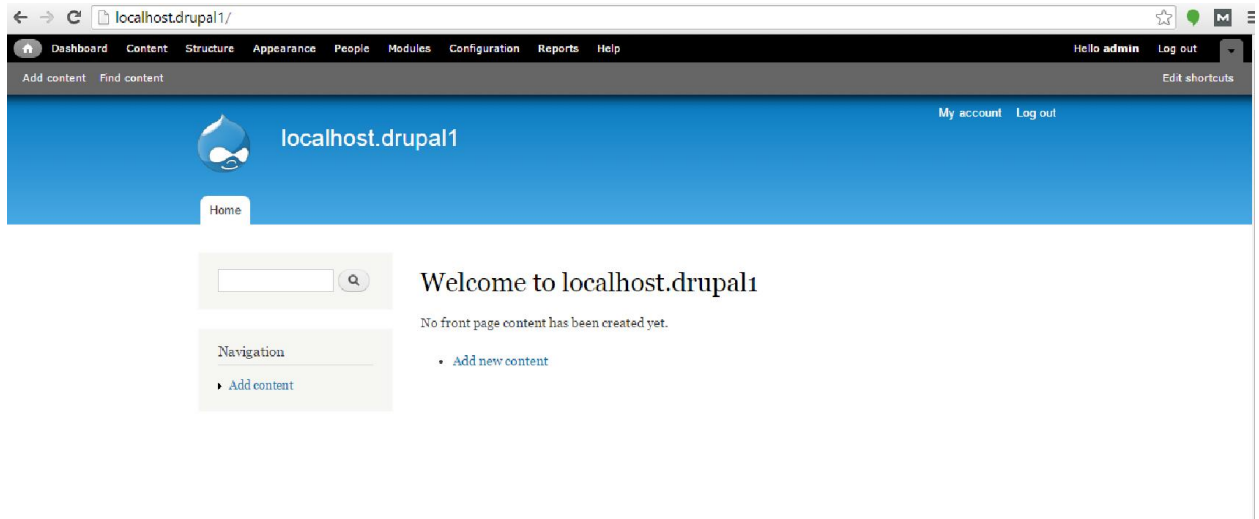 localhost.drupal1/
Dashboard Content Structure Appearance People Modules Configuration Reports Help Hello admin Log out
Add content Find content Edit shortcuts
My account Log out
localhost.drupal1
Home
Welcome to localhost.drupal1
No front page content has been created yet.
Navigation
• Add new content
Add content